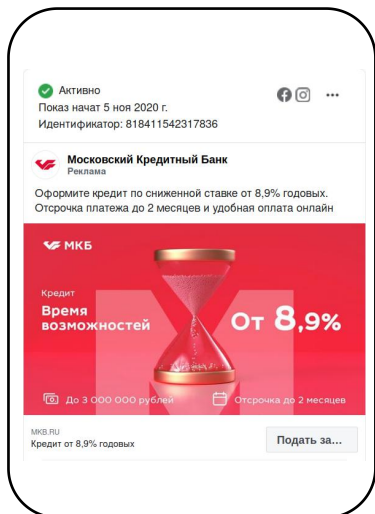 Активно
Показ начат 5 ноя 2020 г.
Идентификатор: 818411542317836
Московский Кредитный Банк
Реклама
Оформите кредит по сниженной ставке от 8,9% годовых.
Отсрочка платежа до 2 месяцев и удобная оплата онлайн
МКБ
Кредит
Время
возможностей
От 8,9%
До 3 000 000 рублей
Отсрочка до 2 месяцев
MKB.RU
Кредит от 8,9% годовых
Подать за...